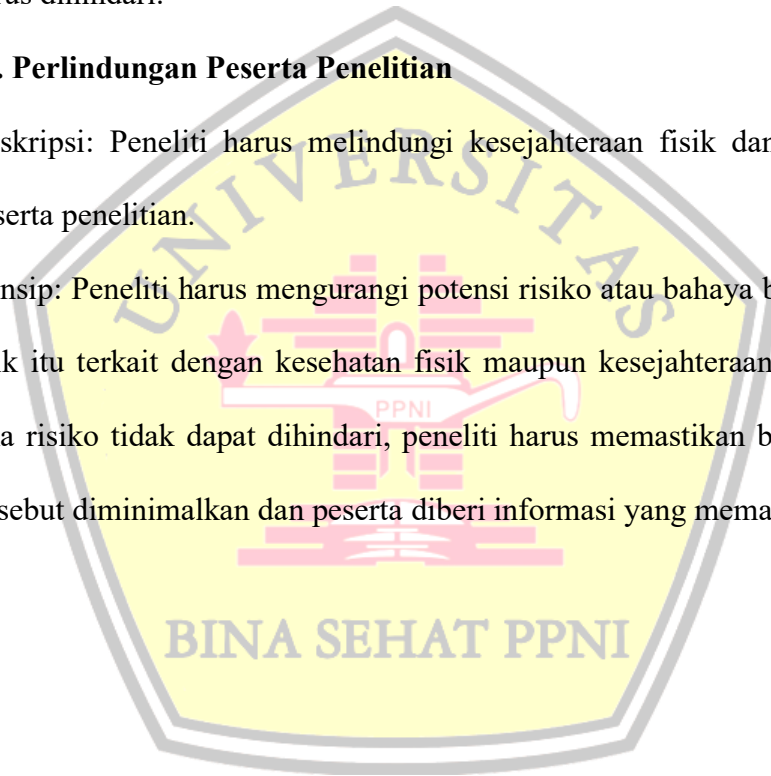 . Perlindungan Peserta Penelitian
skripsi: Peneliti harus melindungi kesejahteraan fisik dan
serta penelitian.
nsip: Peneliti harus mengurangi potensi risiko atau bahaya b
k itu terkait dengan kesehatan fisik maupun kesejahteraan
a risiko tidak dapat dihindari, peneliti harus memastikan b
sebut diminimalkan dan peserta diberi informasi yang mema
UNIVERSITAS
PPNI
BINA SEHAT PPNI